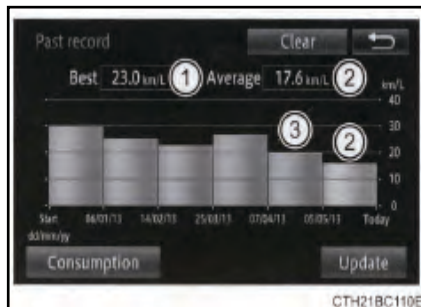 Past record Clear
Best 23.0 km/L 1 Average 17.6 km/L 2 km/L
40
3 30
2 20
10
0
Start 06/01/13 14/02/13 25/03/13 07/04/13 05/05/13 Today
dd/mm/yy
Consumption Update
CTH21BC110E